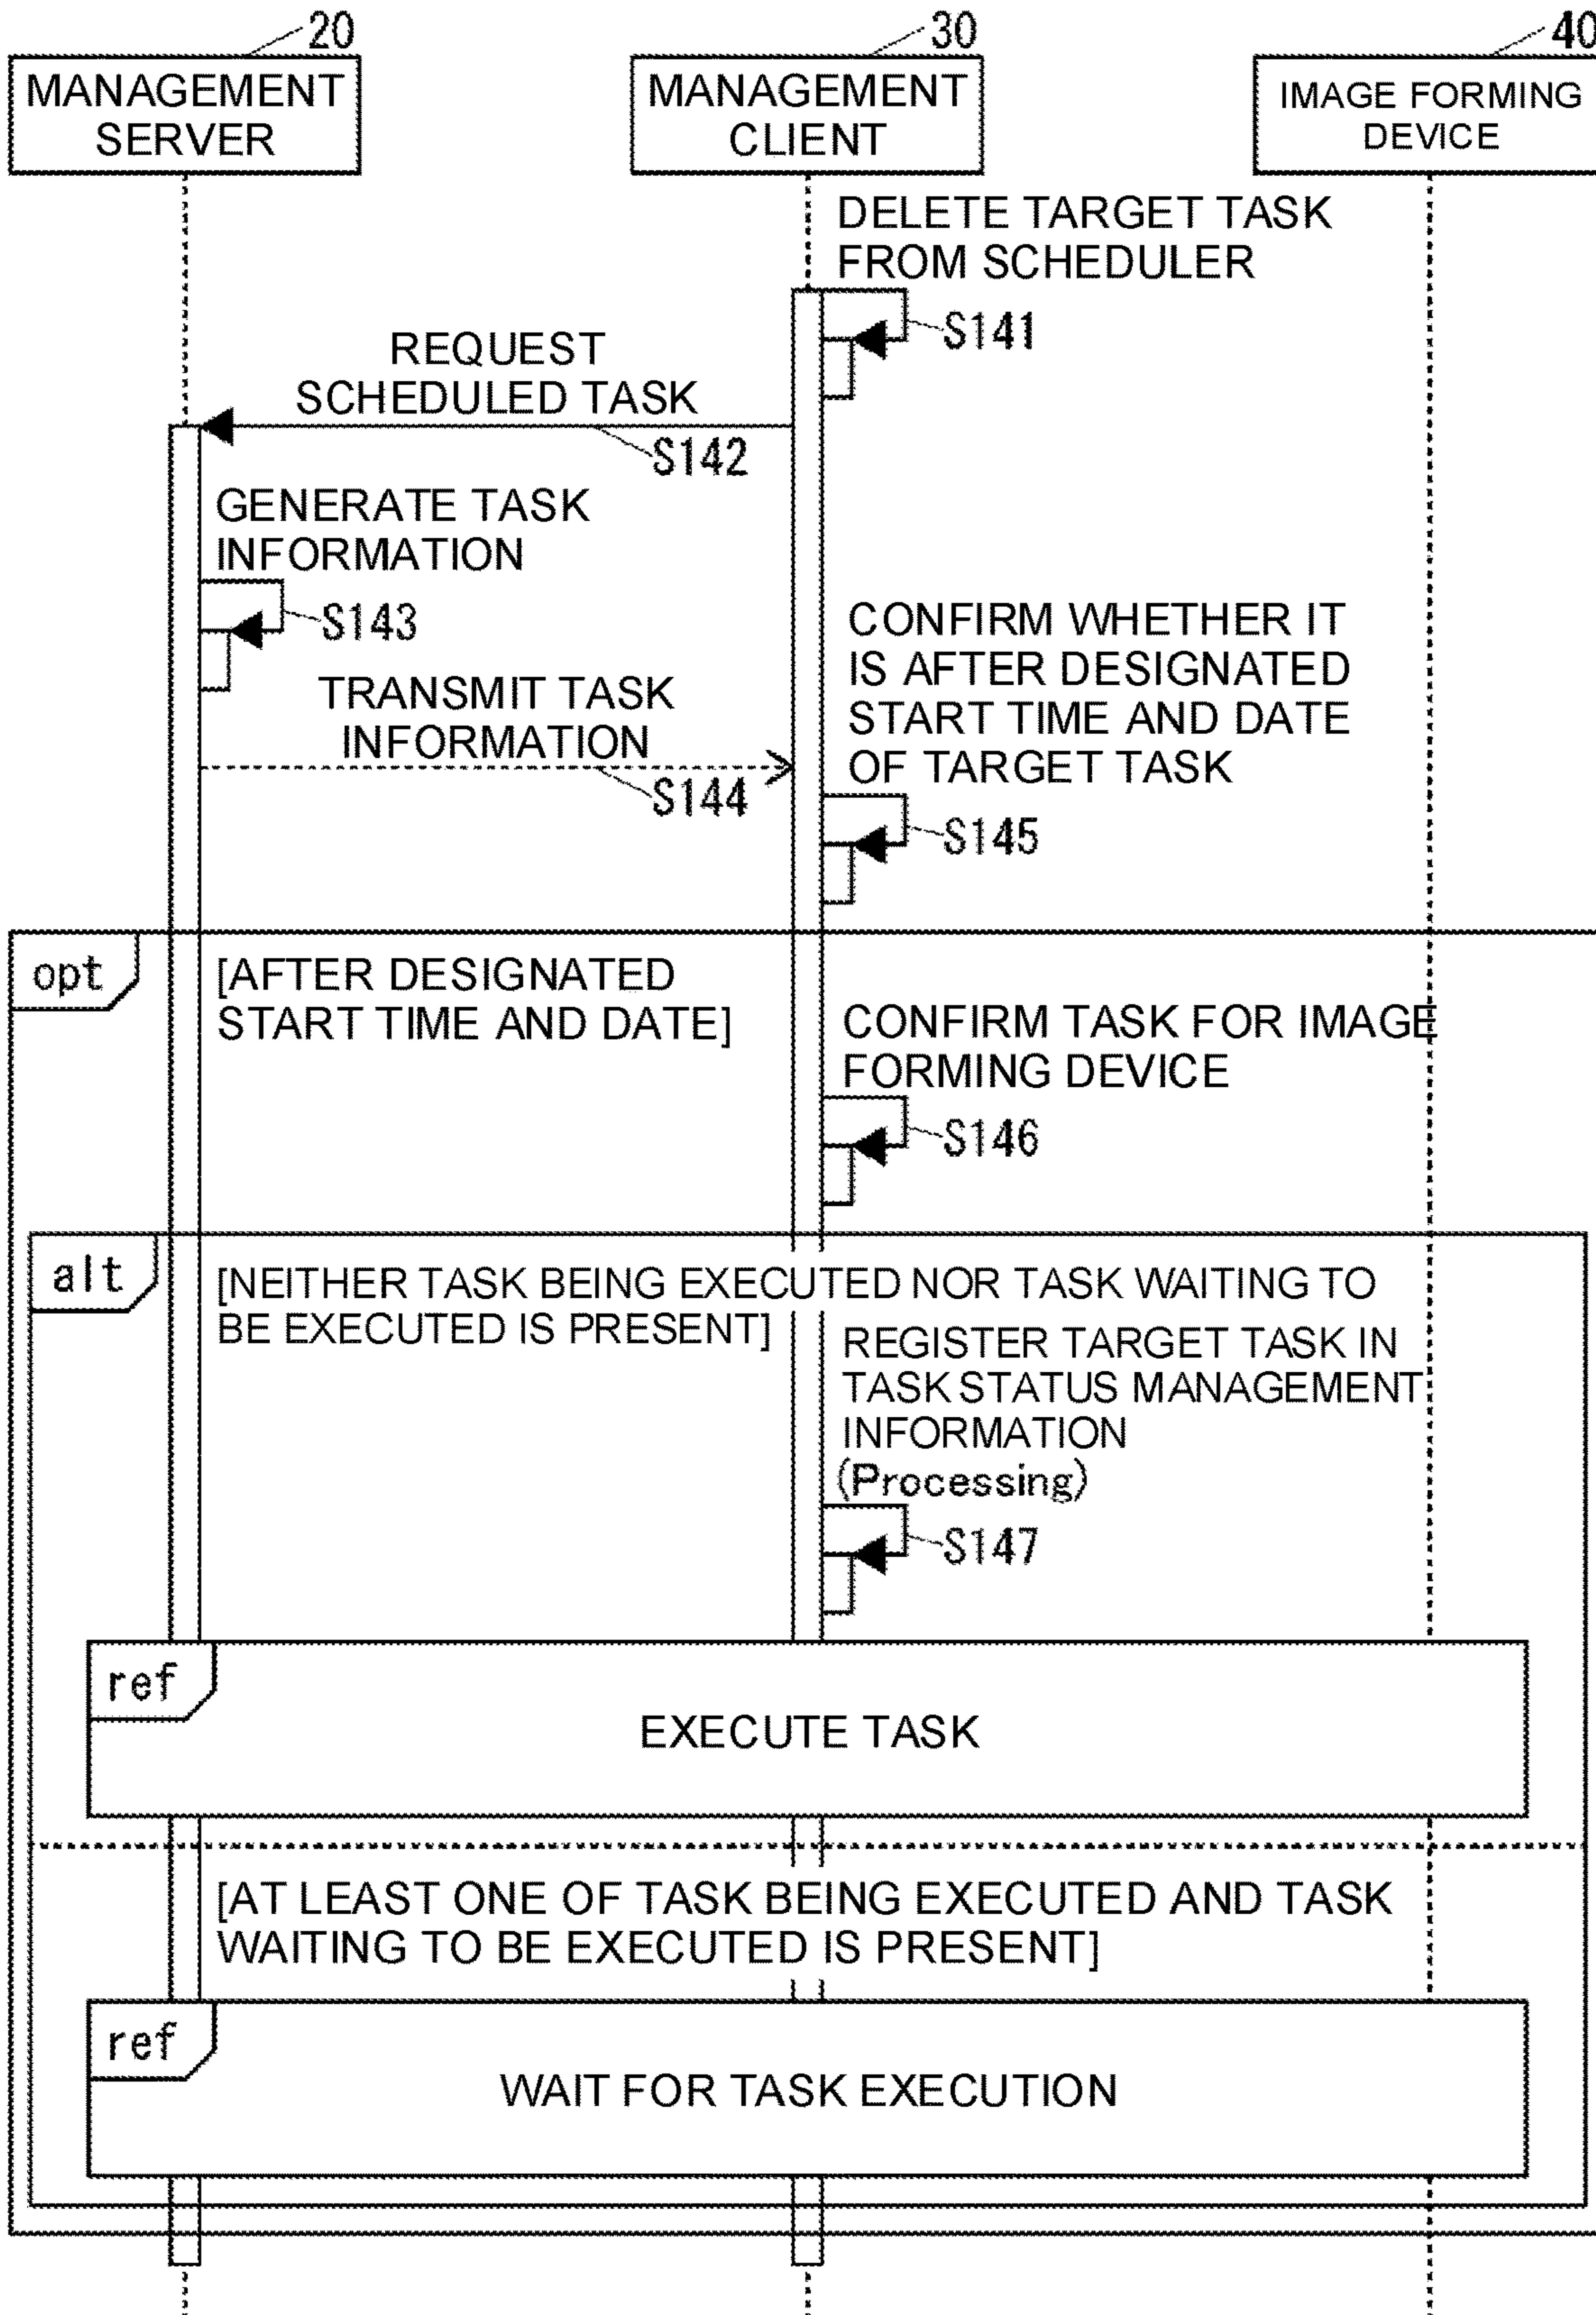 20
30
40
MANAGEMENT
SERVER
MANAGEMENT
CLIENT
IMAGE FORMING
DEVICE
DELETE TARGET TASK
FROM SCHEDULER
S141
REQUEST
SCHEDULED TASK
S142
GENERATE TASK
INFORMATION
S143
TRANSMIT TASK
INFORMATION
S144
CONFIRM WHETHER IT
IS AFTER DESIGNATED
START TIME AND DATE
OF TARGET TASK
S145
opt
[AFTER DESIGNATED
START TIME AND DATE]
CONFIRM TASK FOR IMAGE
FORMING DEVICE
S146
alt
[NEITHER TASK BEING EXECUTED NOR TASK WAITING TO
BE EXECUTED IS PRESENT]
REGISTER TARGET TASK IN
TASK STATUS MANAGEMENT
INFORMATION
(Processing)
S147
ref
EXECUTE TASK
[AT LEAST ONE OF TASK BEING EXECUTED AND TASK
WAITING TO BE EXECUTED IS PRESENT]
ref
WAIT FOR TASK EXECUTION